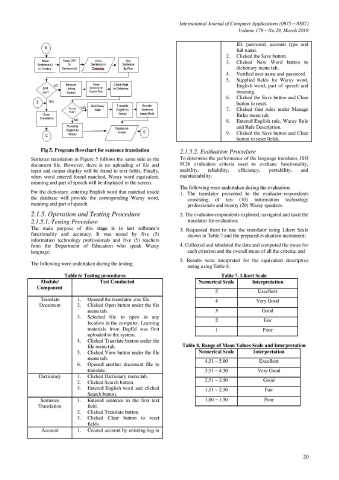 International Journal of Computer Applications (0975 – 8887)
Volume 179 – No.29, March 2018
B
NO
YES
C
E
Fig 5. Program flowchart for sentence translation
Sentence translation in Figure 5 follows the same rule as the
document file. However, there is no uploading of file and
input and output display will be found in text fields. Finally,
when word entered found matched, Waray word equivalent,
meaning and part of speech will be displayed in the screen.
For the dictionary, entering English word that matched inside
the database will provide the corresponding Waray word,
meaning and part of speech.
2.1.5. Operation and Testing Procedure
2.1.5.1. Testing Procedure
The main purpose of this stage is to test software's
functionality and accuracy. It was tested by five (5)
information technology professionals and five (5) teachers
from the Department of Education who speak Waray
language.
The following were undertaken during the testing:
Table 6: Testing procedures
Module/
Component
Test Conducted
Translate
Document
1. Opened the translator .exe file.
2. Clicked Open button under the file
menu tab.
3. Selected file to open in any
location in the computer. Learning
materials from DepEd was first
uploaded to the system.
4. Clicked Translate button under the
file menu tab.
5. Clicked View button under the file
menu tab.
6. Opened another document file to
translate.
Dictionary
1. Clicked Dictionary menu tab.
2. Clicked Search button.
3. Entered English word and clicked
Search button.
Sentence
Translation
1. Entered sentence in the first text
field.
2. Clicked Translate button.
3. Clicked Clear button to reset
fields.
Account
1. Created account by entering log-in
ID, password, account type and
full name.
2. Clicked the Save button.
3. Clicked New Word button to
dictionary menu tab.
4. Verified user name and password.
5. Supplied fields for Waray word,
English word, part of speech and
meaning.
6. Clicked the Save button and Clear
button to reset.
7. Clicked find rules under Manage
Rules menu tab.
8. Entered English rule, Waray Rule
and Rule Description.
9. Clicked the Save button and Clear
button to reset fields.
2.1.5.2. Evaluation Procedure
To determine the performance of the language translator, ISO
9126 evaluation criteria used to evaluate functionality,
usability, reliability, efficiency, portability, and
maintainability.
The following were undertaken during the evaluation:
1. The translator presented to the evaluator-respondents
consisting of ten (10) information technology
professionals and twenty (20) Waray speakers.
2. The evaluator-respondents explored, navigated and used the
translator for evaluation;
3. Requested them to rate the translator using Likert Scale
shown in Table 7 and the prepared evaluation instrument;
4. Collected and tabulated the data and computed the mean for
each criterion and the overall mean of all the criteria; and
5. Results were interpreted for the equivalent descriptive
rating using Table 8.
Table 7. Likert Scale
Numerical Scale Interpretation
5 Excellent
4 Very Good
3 Good
2 Fair
1 Poor
Table 8. Range of Mean Values Scale and Interpretation
Numerical Scale Interpretation
4.51 – 5.00 Excellent
3.51 – 4.50 Very Good
2.51 – 3.50 Good
1.51 – 2.50 Fair
1.00 – 1.50 Poor
20